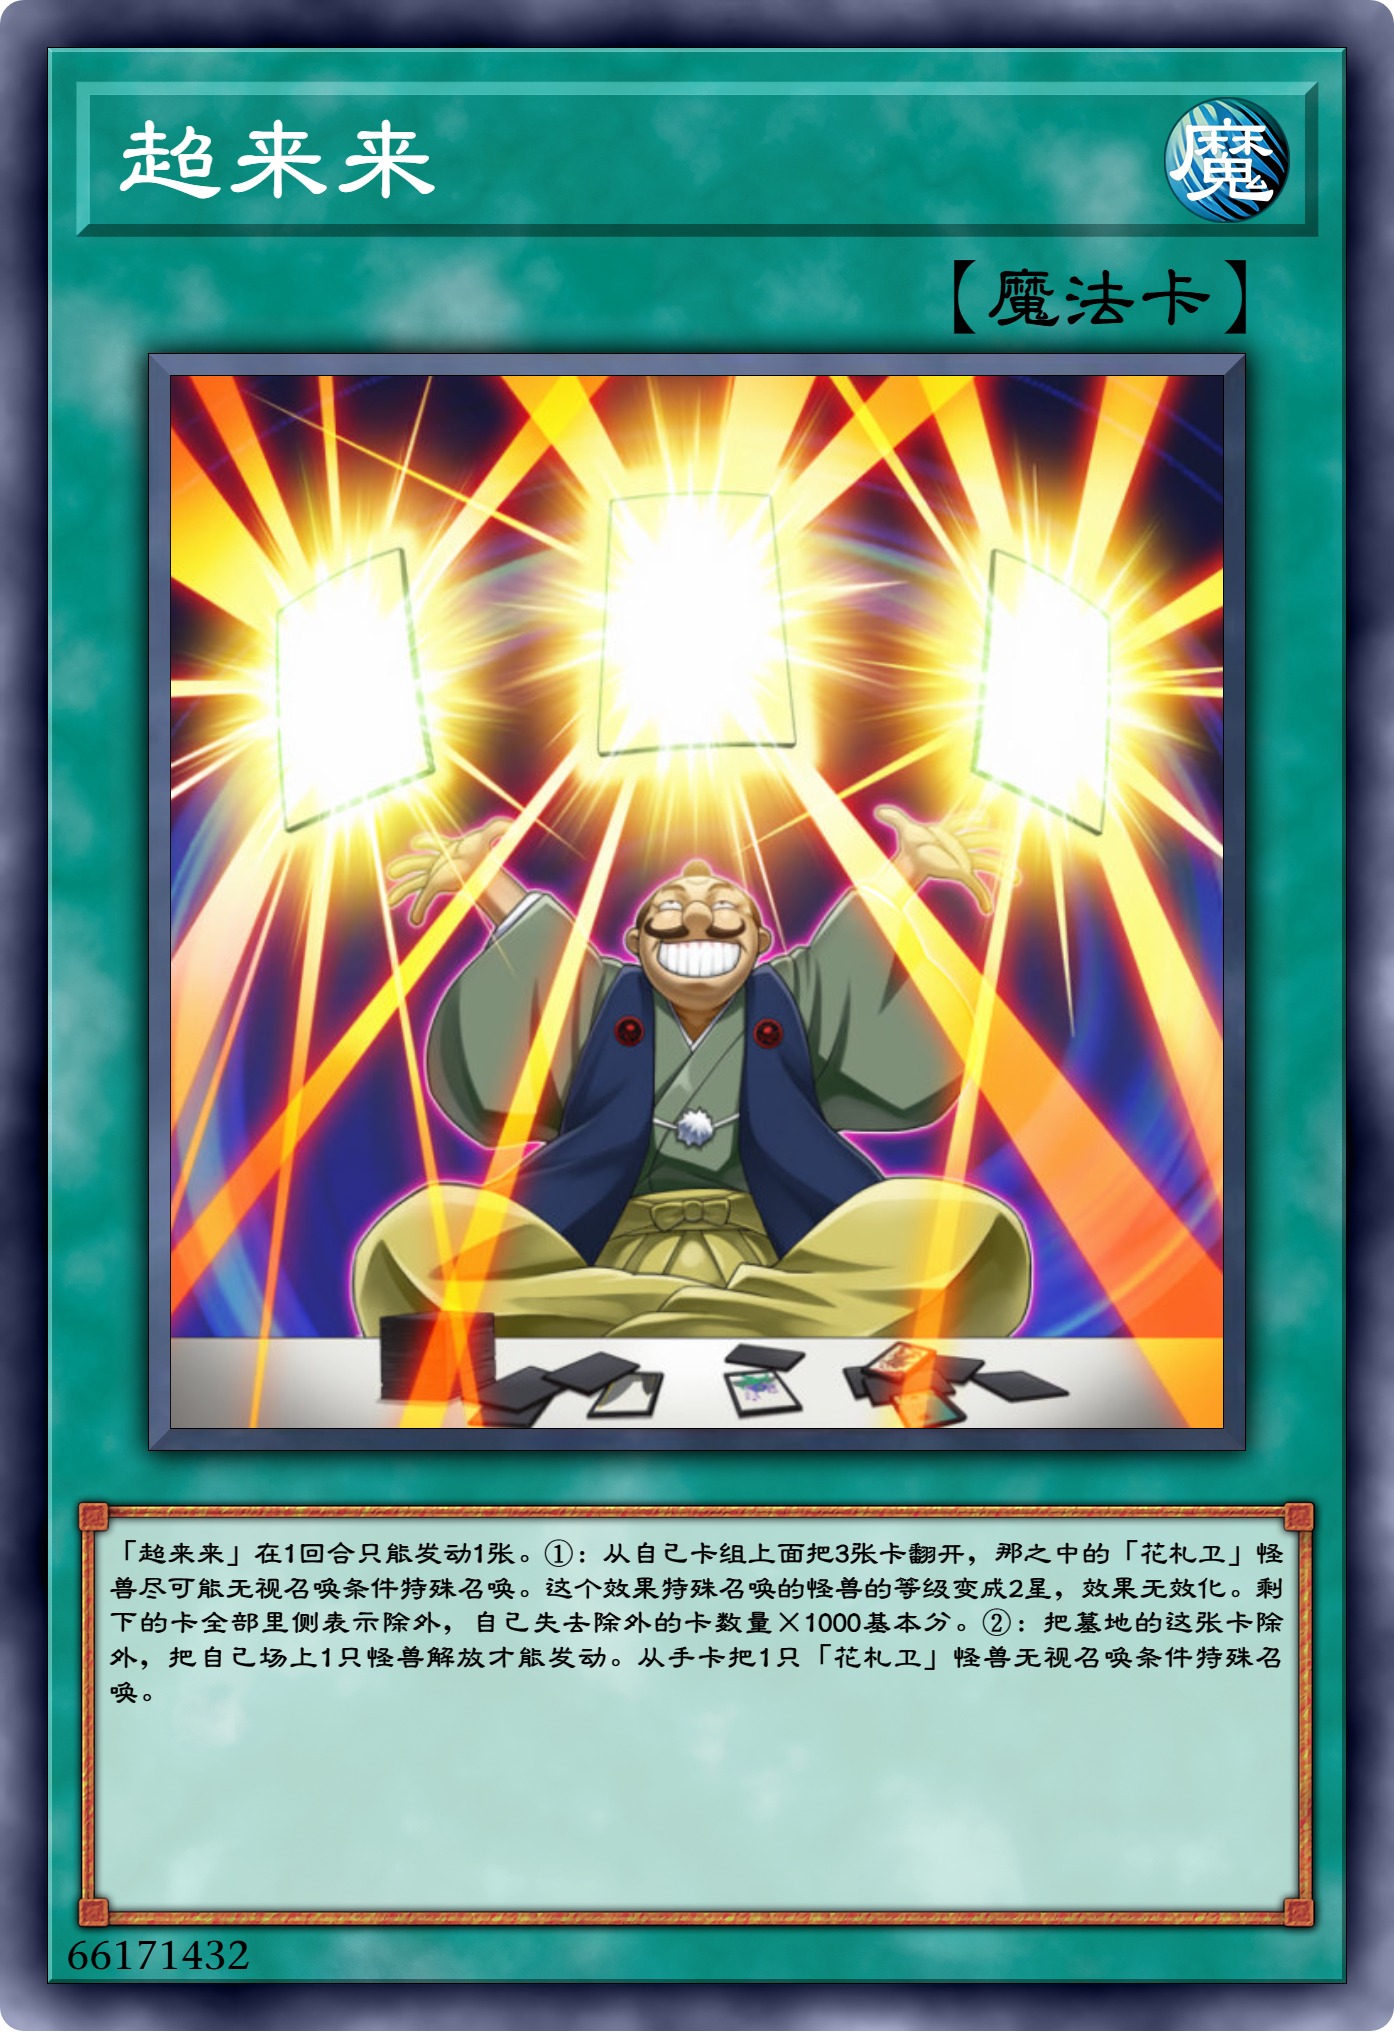 超来来
魔
【魔法卡】
「超来来」在1回合只能发动1张。①：从自己卡组上面把3张卡翻开，那之中的「花札卫」怪
兽尽可能无视召唤条件特殊召唤。这个效果特殊召唤的怪兽的等级变成2星，效果无效化。剩
下的卡全部里侧表示除外，自己失去除外的卡数量×1000基本分。②：把墓地的这张卡除
外，把自己场上1只怪兽解放才能发动。从手卡把1只「花札卫」怪兽无视召唤条件特殊召
唤。
66171432